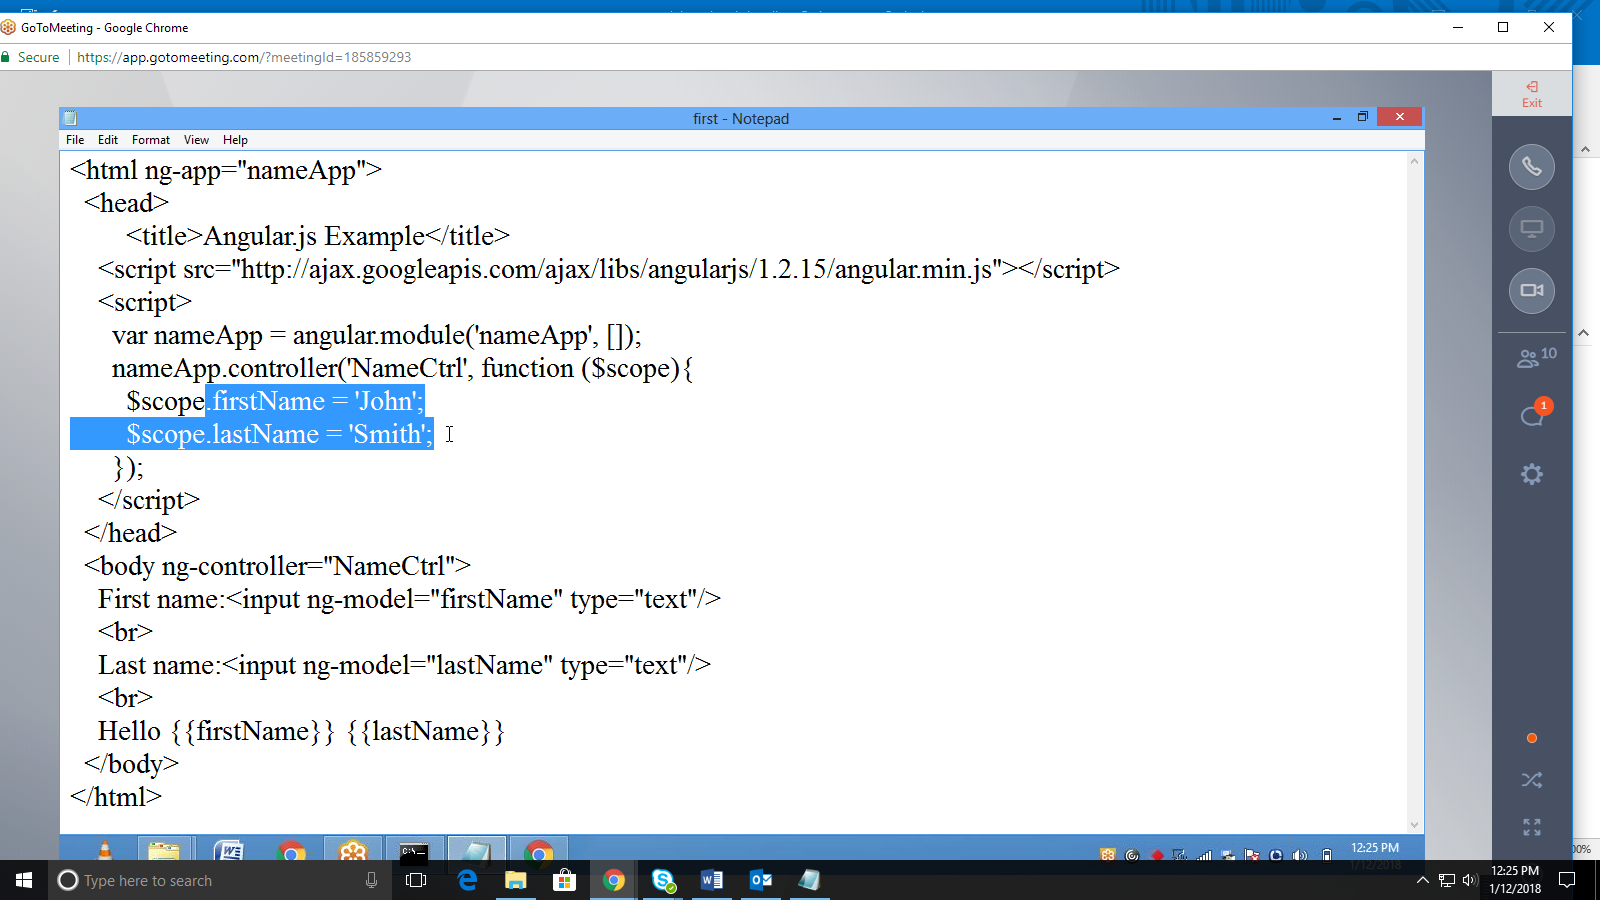 GoToMeeting - Google Chrome
Secure | https://app.gotomeeting.com/?meetingId=185859293
Exit
first - Notepad
File Edit Format View Help
<html ng-app="nameApp">
<head>
<title>Angular.js Example</title>
<script src="http://ajax.googleapis.com/ajax/libs/angularjs/1.2.15/angular.min.js"></script>
<script>
var nameApp = angular.module('nameApp', []);
nameApp.controller('NameCtrl', function ($scope){
$scope.firstName = 'John';
$scope.lastName = 'Smith';
});
</script>
</head>
<body ng-controller="NameCtrl">
First name:<input ng-model="firstName" type="text"/>
<br>
Last name:<input ng-model="lastName" type="text"/>
<br>
Hello {{firstName}} {{lastName}}
</body>
</html>
10
1
12:25 PM
1/12/2018
00%
Type here to search
12:25 PM
1/12/2018